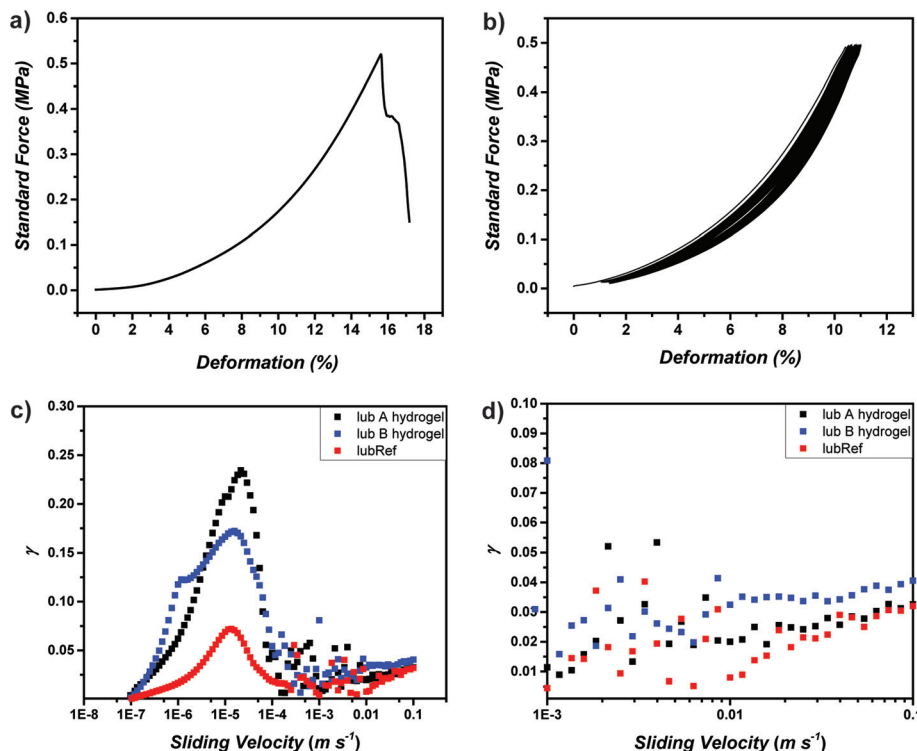 a)
0.6
0.5
0.4
0.3
0.2
0.1
0.0
Standard Force (MPa)
0 2 4 6 8 10 12 14 16 18
Deformation (%)
b)
0.5
0.4
0.3
0.2
0.1
0.0
Standard Force (MPa)
0 2 4 6 8 10 12
Deformation (%)
c)
0.30
0.25
0.20
0.15
0.10
0.05
γ
lub A hydrogel
lub B hydrogel
lubRef
1E-8 1E-7 1E-6 1E-5 1E-4 1E-3 0.01 0.1
Sliding Velocity (m s⁻¹)
d)
0.10
0.09
0.08
0.07
0.06
0.05
0.04
0.03
0.02
0.01
γ
lub A hydrogel
lub B hydrogel
lubRef
1E-3 0.01 0.1
Sliding Velocity (m s⁻¹)